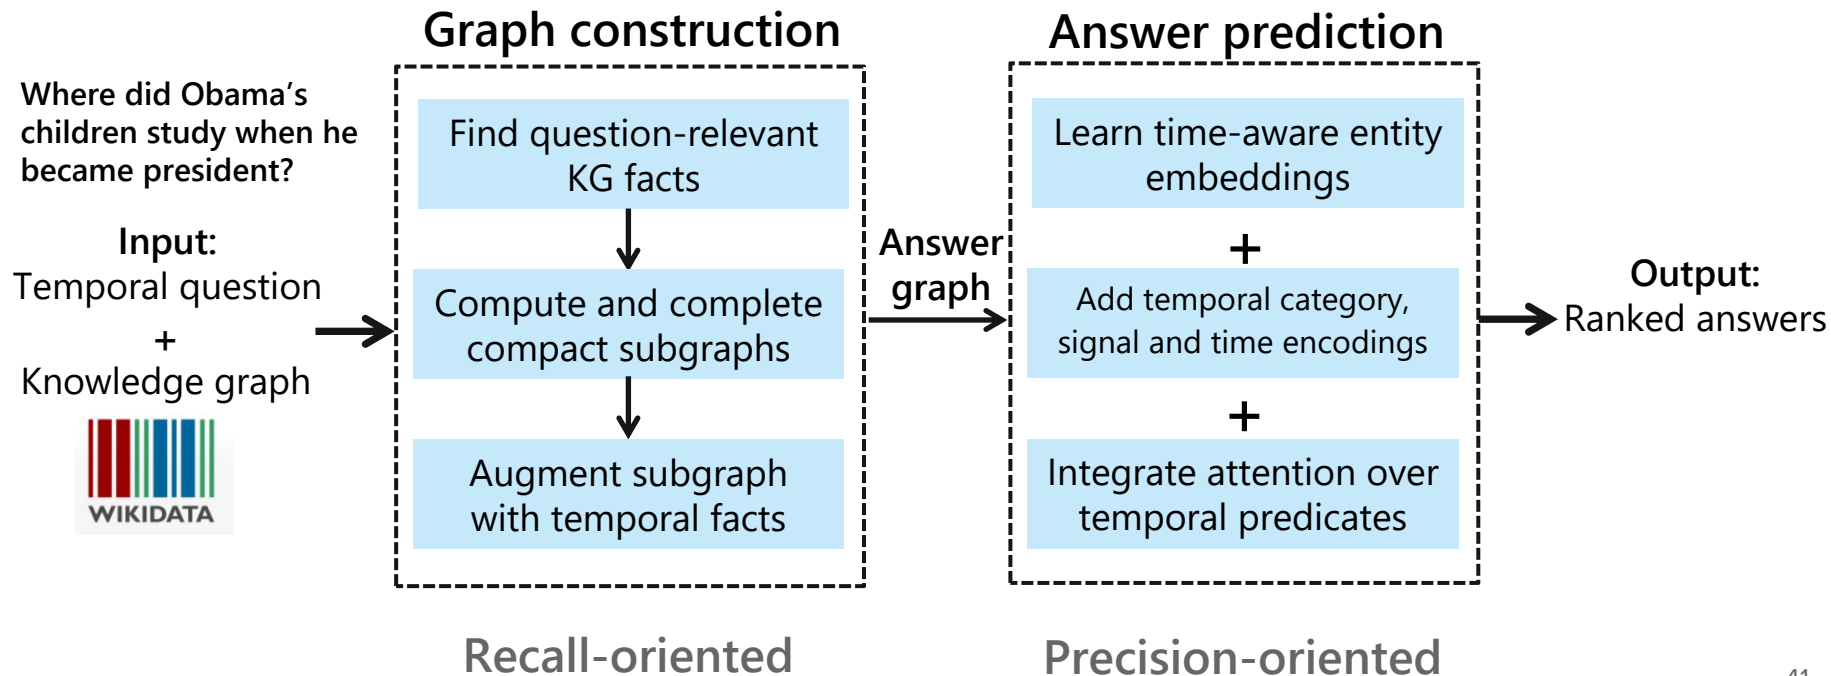 Graph construction
Answer prediction
Where did Obama's
children study when he
became president?
Input:
Temporal question
+
Knowledge graph
WIKIDATA
Find question-relevant
KG facts
Compute and complete
compact subgraphs
Augment subgraph
with temporal facts
Answer
graph
Learn time-aware entity
embeddings
+
Add temporal category,
signal and time encodings
+
Integrate attention over
temporal predicates
Output:
Ranked answers
Recall-oriented
Precision-oriented
41